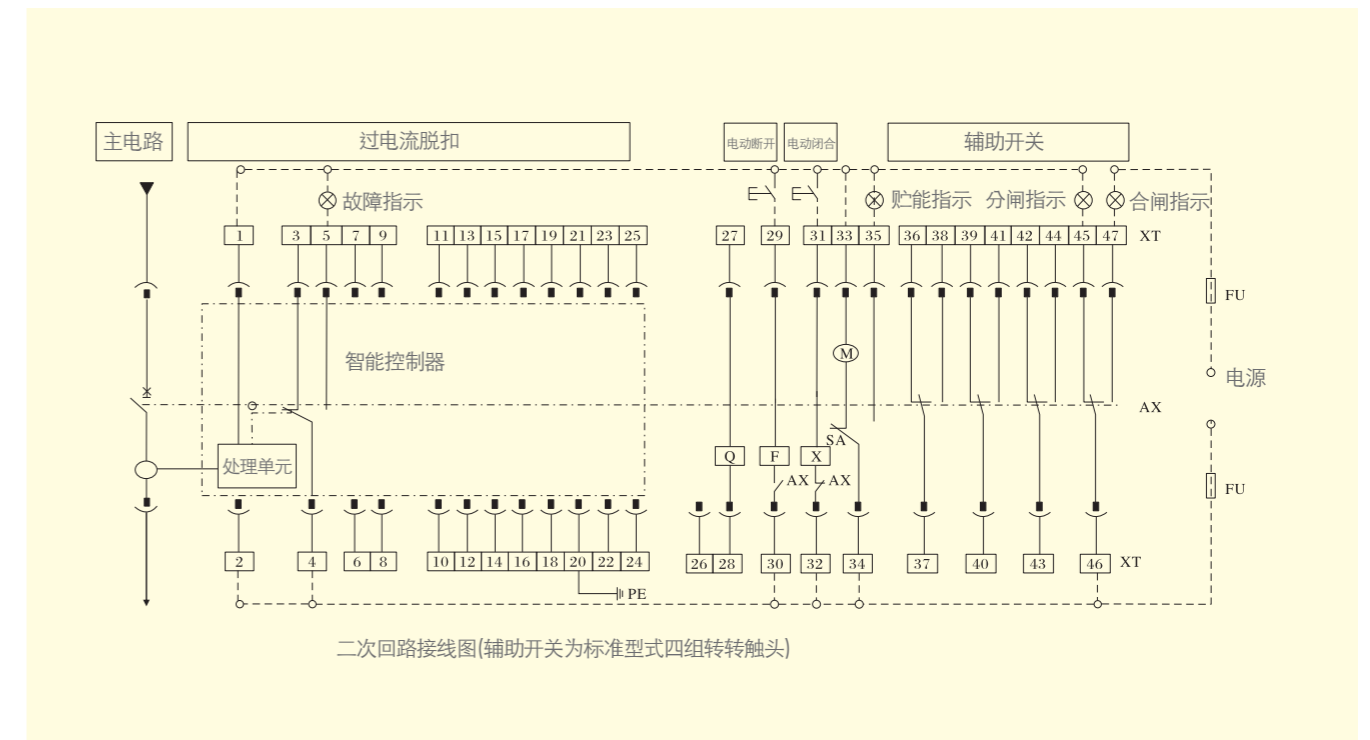 主电路 过电流脱扣 电动断开 电动闭合 辅助开关
故障指示 贮能指示 分闸指示 合闸指示
1 3 5 7 9 11 13 15 17 19 21 23 25 27 29 31 33 35 36 38 39 41 42 44 45 47 XT
FU
智能控制器
M
电源
AX
SA
处理单元 Q F X
AX AX
FU
2 4 6 8 10 12 14 16 18 20 22 24 26 28 30 32 34 37 40 43 46 XT
PE
二次回路接线图(辅助开关为标准型式四组转转触头)